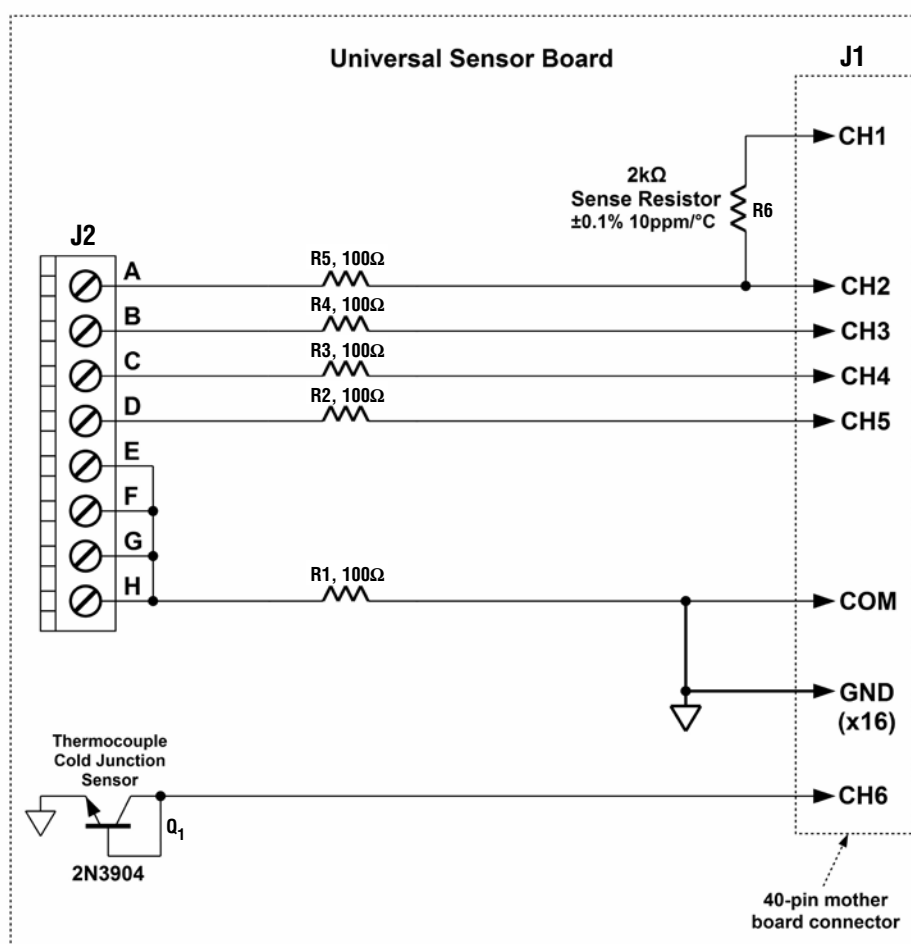 Universal Sensor Board
J1
CH1
2kΩ
Sense Resistor
±0.1% 10ppm/°C
R6
J2
A
R5, 100Ω
CH2
B
R4, 100Ω
CH3
C
R3, 100Ω
CH4
D
R2, 100Ω
CH5
E
F
G
H
R1, 100Ω
COM
GND
(x16)
Thermocouple
Cold Junction
Sensor
CH6
Q1
2N3904
40-pin mother
board connector